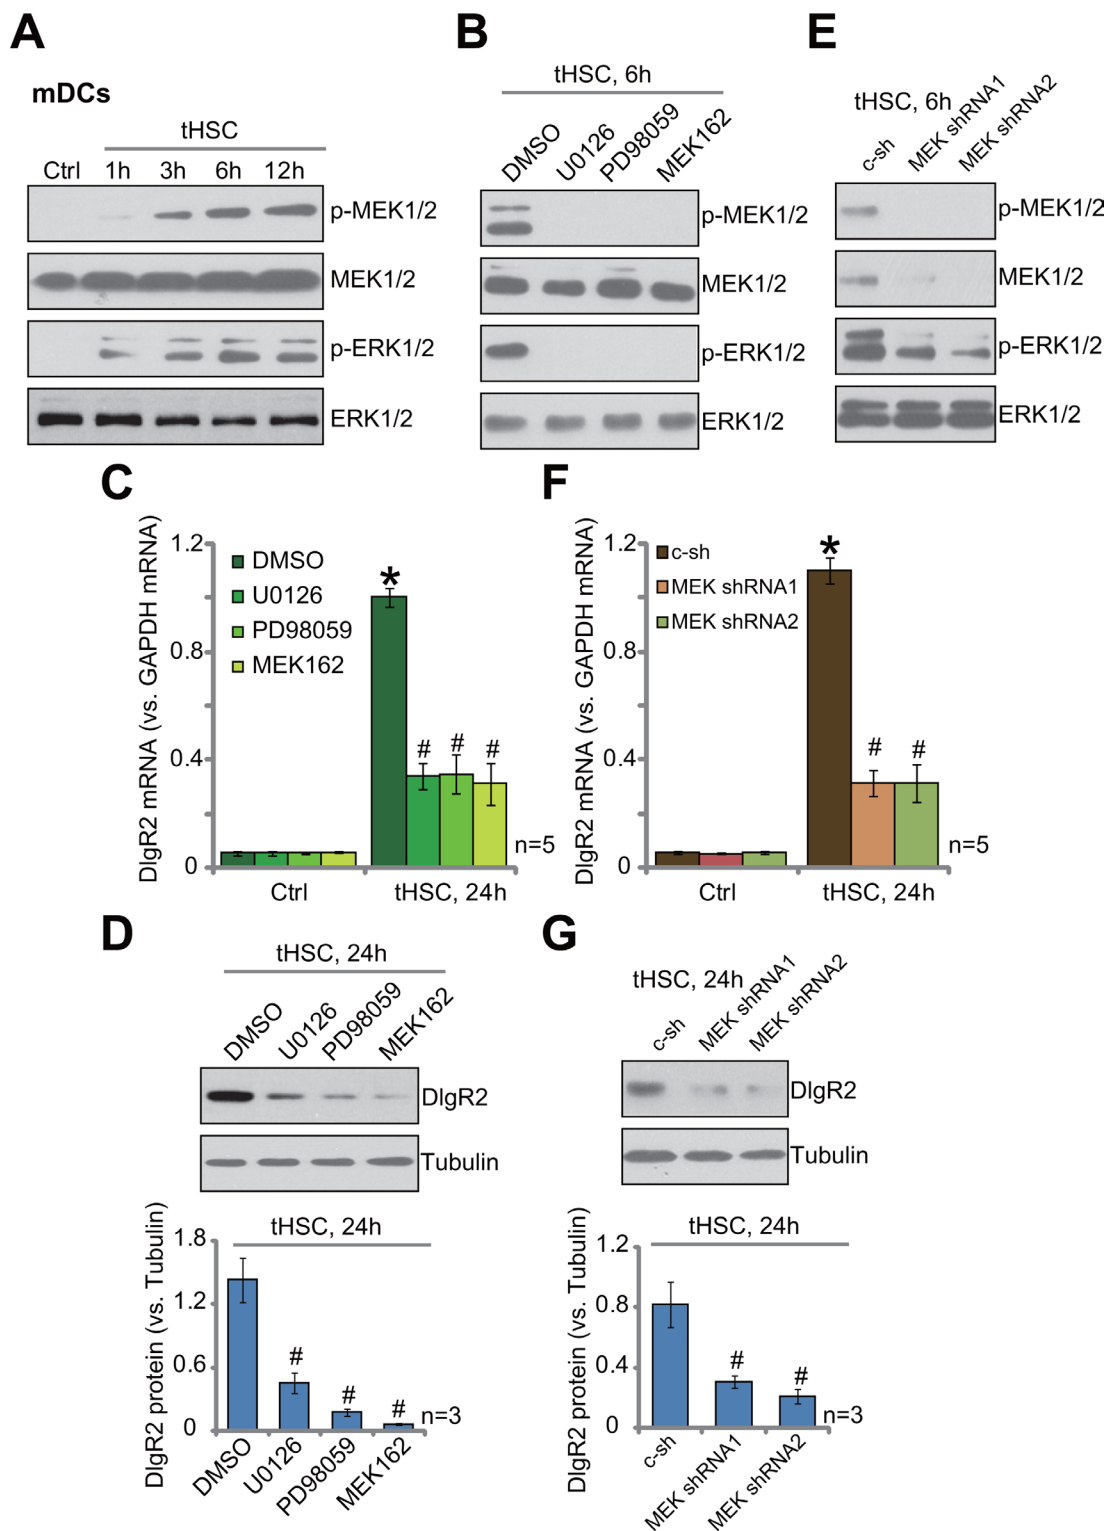 A
mDCs
tHSC
Ctrl 1h 3h 6h 12h
p-MEK1/2
MEK1/2
p-ERK1/2
ERK1/2
B
tHSC, 6h
DMSO U0126 PD98059 MEK162
p-MEK1/2
MEK1/2
p-ERK1/2
ERK1/2
E
tHSC, 6h
c-sh MEK shRNA1 MEK shRNA2
p-MEK1/2
MEK1/2
p-ERK1/2
ERK1/2
C
DlgR2 mRNA (vs. GAPDH mRNA)
1.2
0.8
0.4
0
DMSO
U0126
PD98059
MEK162
*
# # #
n=5
Ctrl tHSC, 24h
F
DlgR2 mRNA (vs. GAPDH mRNA)
1.2
0.8
0.4
0
c-sh
MEK shRNA1
MEK shRNA2
*
# #
n=5
Ctrl tHSC, 24h
D
tHSC, 24h
DMSO U0126 PD98059 MEK162
DlgR2
Tubulin
tHSC, 24h
DlgR2 protein (vs. Tubulin)
1.8
1.2
0.6
0
# # #
n=3
DMSO U0126 PD98059 MEK162
G
tHSC, 24h
c-sh MEK shRNA1 MEK shRNA2
DlgR2
Tubulin
tHSC, 24h
DlgR2 protein (vs. Tubulin)
1.2
0.8
0.4
0
# #
n=3
c-sh MEK shRNA1 MEK shRNA2